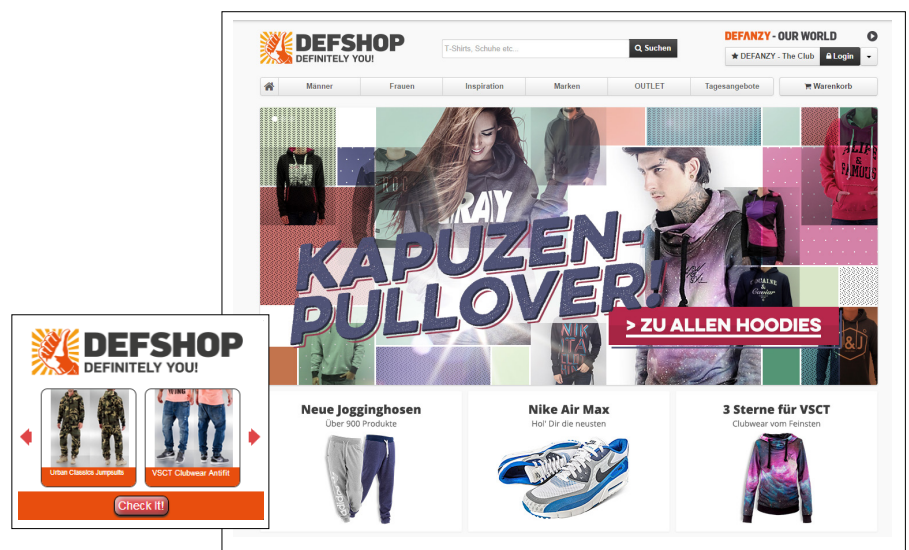 DEFSHOP
DEFINITELY YOU!
T-Shirts, Schuhe etc...
Suchen
DEFANZY - OUR WORLD
DEFANZY - The Club
Login
Männer
Frauen
Inspiration
Marken
OUTLET
Tagesangebote
Warenkorb
KAPUZEN-
PULLOVER!
> ZU ALLEN HOODIES
Neue Jogginghosen
Über 900 Produkte
Nike Air Max
Hol' Dir die neusten
3 Sterne für VSCT
Clubwear vom Feinsten
DEFSHOP
DEFINITELY YOU!
Urban Classics Jumpsuits
VSCT Clubwear Antifit
Check It!